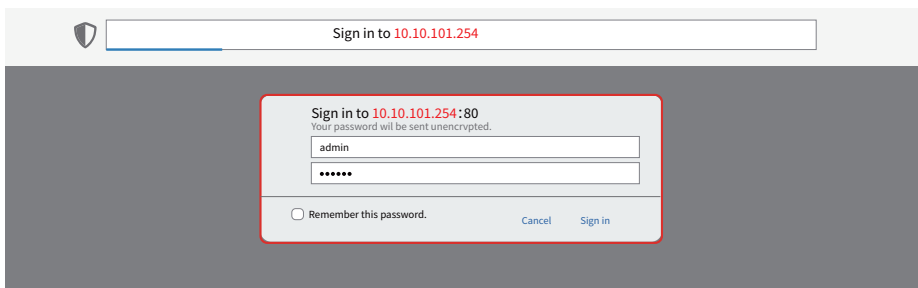 Sign in to 10.10.101.254
Sign in to 10.10.101.254:80
Your password wil be sent unencrypted.
admin
••••••
Remember this password.
Cancel Sign in